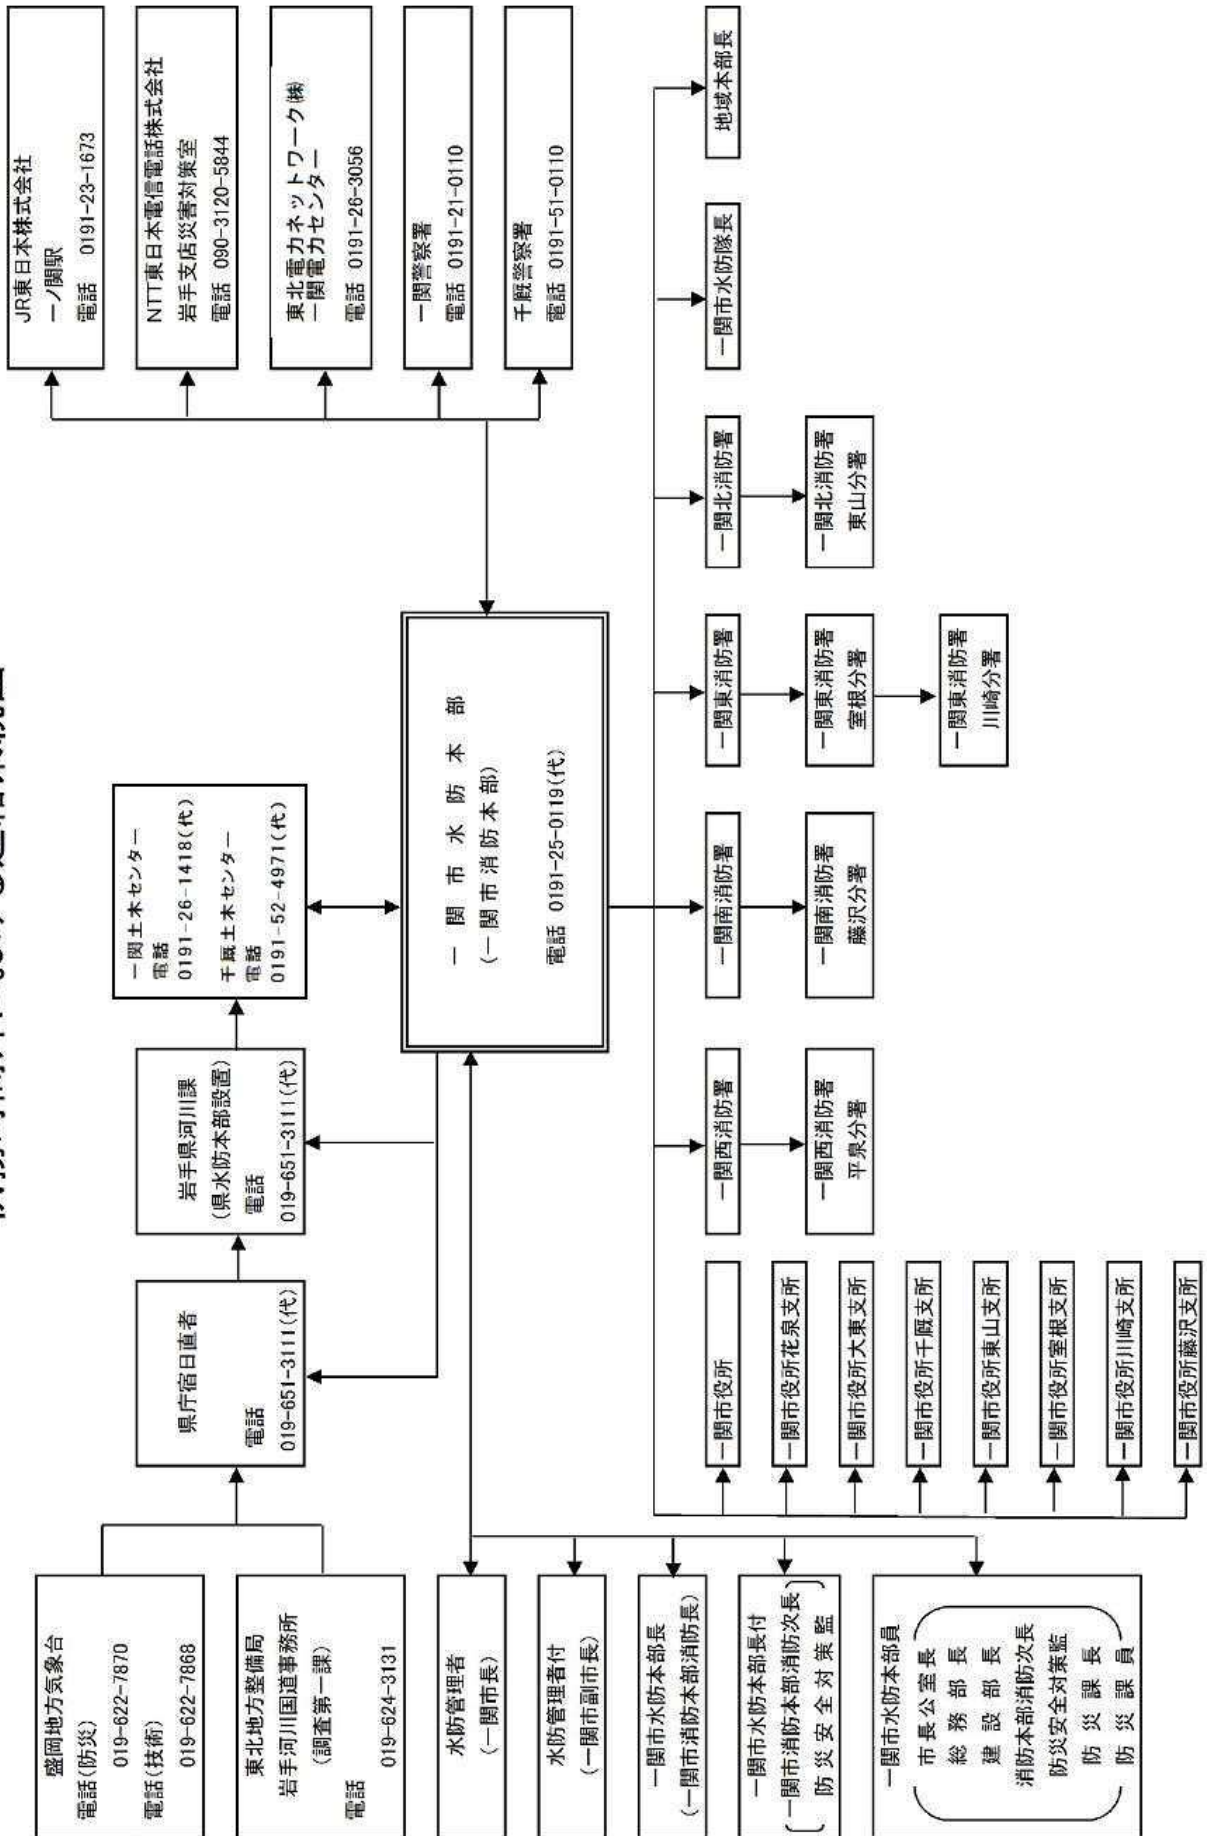 盛岡地方気象台
電話(防災)
019-622-7870
電話(技術)
019-622-7868
東北地方整備局
岩手河川国道事務所
(調査第一課)
電話
019-624-3131
県庁宿日直者
電話
019-651-3111(代)
岩手県河川課
(県水防本部設置)
電話
019-651-3111(代)
一関土木センター
電話
0191-26-1418(代)
千厩土木センター
電話
0191-52-4971(代)
JR東日本株式会社
一ノ関駅
電話 0191-23-1673
NTT東日本電信電話株式会社
岩手支店災害対策室
電話 090-3120-5844
東北電力ネットワーク(株)
一関電力センター
電話 0191-26-3056
一関警察署
電話 0191-21-0110
千厩警察署
電話 0191-51-0110
一関市水防本部
(一関市消防本部)
電話 0191-25-0119(代)
水防管理者
(一関市長)
水防管理者付
(一関市副市長)
一関市水防本部長
(一関市消防本部消防長)
一関市水防本部長付
一関市消防本部消防次長
防災安全対策監
一関市水防本部員
市長公室長
総務部長
建設部長
消防本部消防次長
防災安全対策監
防災課長
防災課員
一関市役所
一関市役所花泉支所
一関市役所大東支所
一関市役所千厩支所
一関市役所東山支所
一関市役所室根支所
一関市役所川崎支所
一関市役所藤沢支所
一関西消防署
一関西消防署
平泉分署
一関南消防署
一関南消防署
藤沢分署
一関東消防署
一関東消防署
室根分署
一関東消防署
川崎分署
一関北消防署
一関北消防署
東山分署
一関市水防隊長
地域本部長